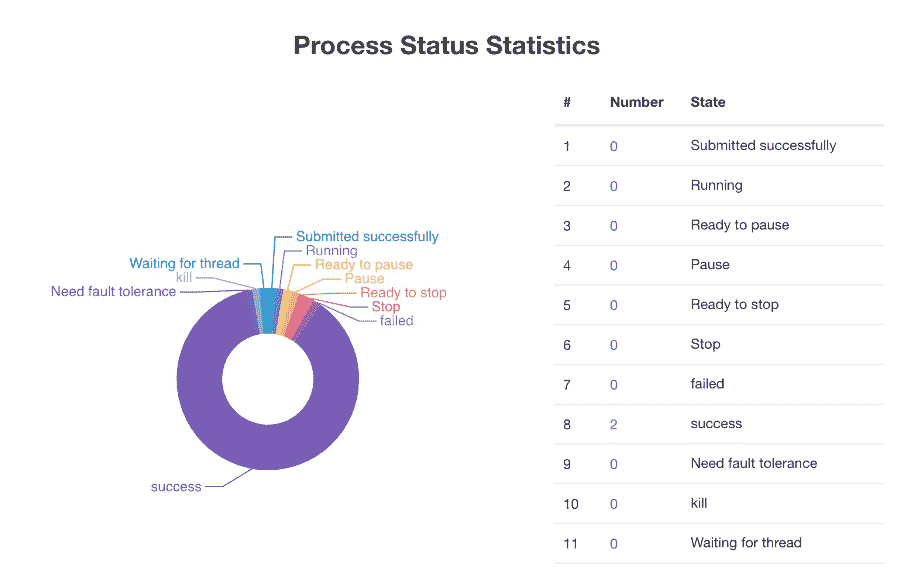 Process Status Statistics
Submitted successfully
Running
Ready to pause
Pause
Ready to stop
Stop
failed
Waiting for thread
kill
Need fault tolerance
success
# Number State
1 0 Submitted successfully
2 0 Running
3 0 Ready to pause
4 0 Pause
5 0 Ready to stop
6 0 Stop
7 0 failed
8 2 success
9 0 Need fault tolerance
10 0 kill
11 0 Waiting for thread